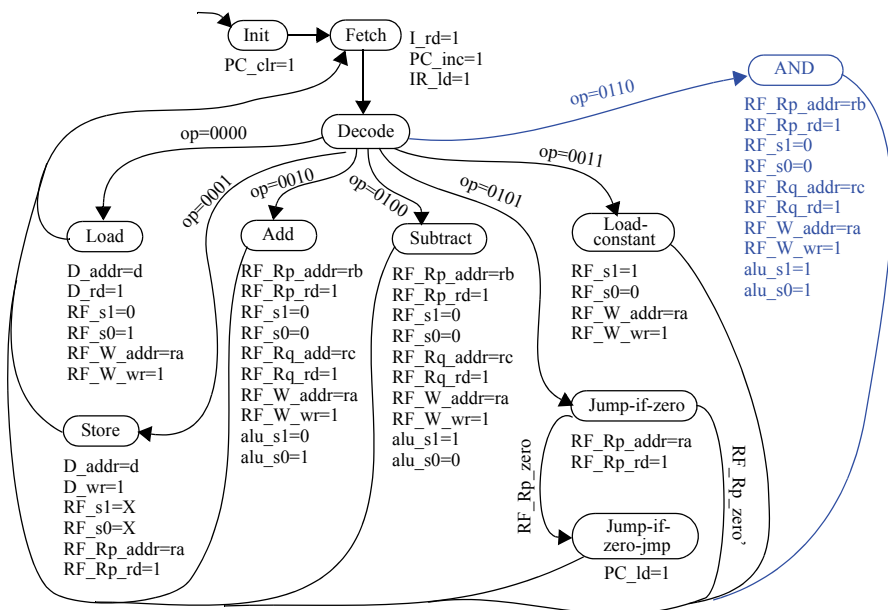 Init
PC_clr=1
Fetch
I_rd=1
PC_inc=1
IR_ld=1
AND
op=0110
RF_Rp_addr=rb
RF_Rp_rd=1
RF_s1=0
RF_s0=0
RF_Rq_addr=rc
RF_Rq_rd=1
RF_W_addr=ra
RF_W_wr=1
alu_s1=1
alu_s0=1
Decode
op=0000
op=0001
op=0010
op=0100
op=0101
op=0011
Load
D_addr=d
D_rd=1
RF_s1=0
RF_s0=1
RF_W_addr=ra
RF_W_wr=1
Add
RF_Rp_addr=rb
RF_Rp_rd=1
RF_s1=0
RF_s0=0
RF_Rq_add=rc
RF_Rq_rd=1
RF_W_addr=ra
RF_W_wr=1
alu_s1=0
alu_s0=1
Subtract
RF_Rp_addr=rb
RF_Rp_rd=1
RF_s1=0
RF_s0=0
RF_Rq_addr=rc
RF_Rq_rd=1
RF_W_addr=ra
RF_W_wr=1
alu_s1=1
alu_s0=0
Load-
constant
RF_s1=1
RF_s0=0
RF_W_addr=ra
RF_W_wr=1
Store
D_addr=d
D_wr=1
RF_s1=X
RF_s0=X
RF_Rp_addr=ra
RF_Rp_rd=1
Jump-if-zero
RF_Rp_addr=ra
RF_Rp_rd=1
RF_Rp_zero
RF_Rp_zero’
Jump-if-
zero-jmp
PC_ld=1